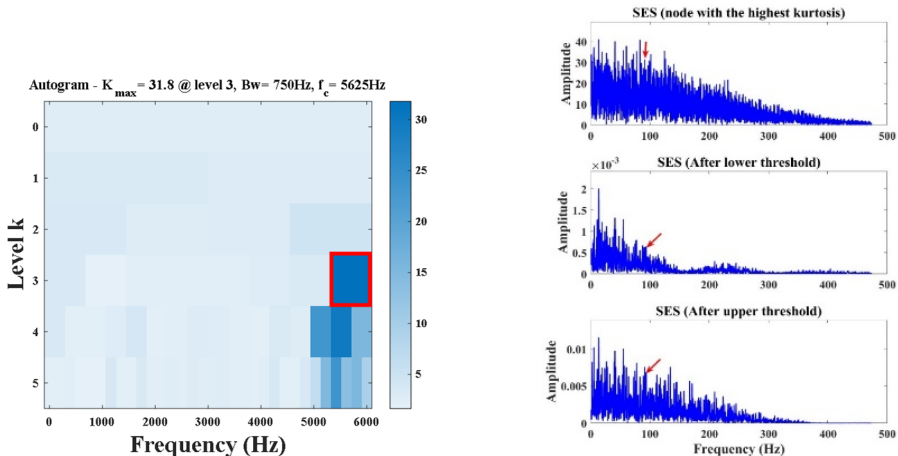 Autogram - K max = 31.8 @ level 3, Bw= 750Hz, f c = 5625Hz
Level k
0
1
2
3
4
5
0 1000 2000 3000 4000 5000 6000
Frequency (Hz)
30
25
20
15
10
5
SES (node with the highest kurtosis)
Amplitude
50
40
30
20
10
0
0 100 200 300 400 500
SES (After lower threshold)
×10-3
Amplitude
2
1.5
1
0.5
0
0 100 200 300 400 500
SES (After upper threshold)
Amplitude
0.01
0.005
0
0 100 200 300 400 500
Frequency (Hz)